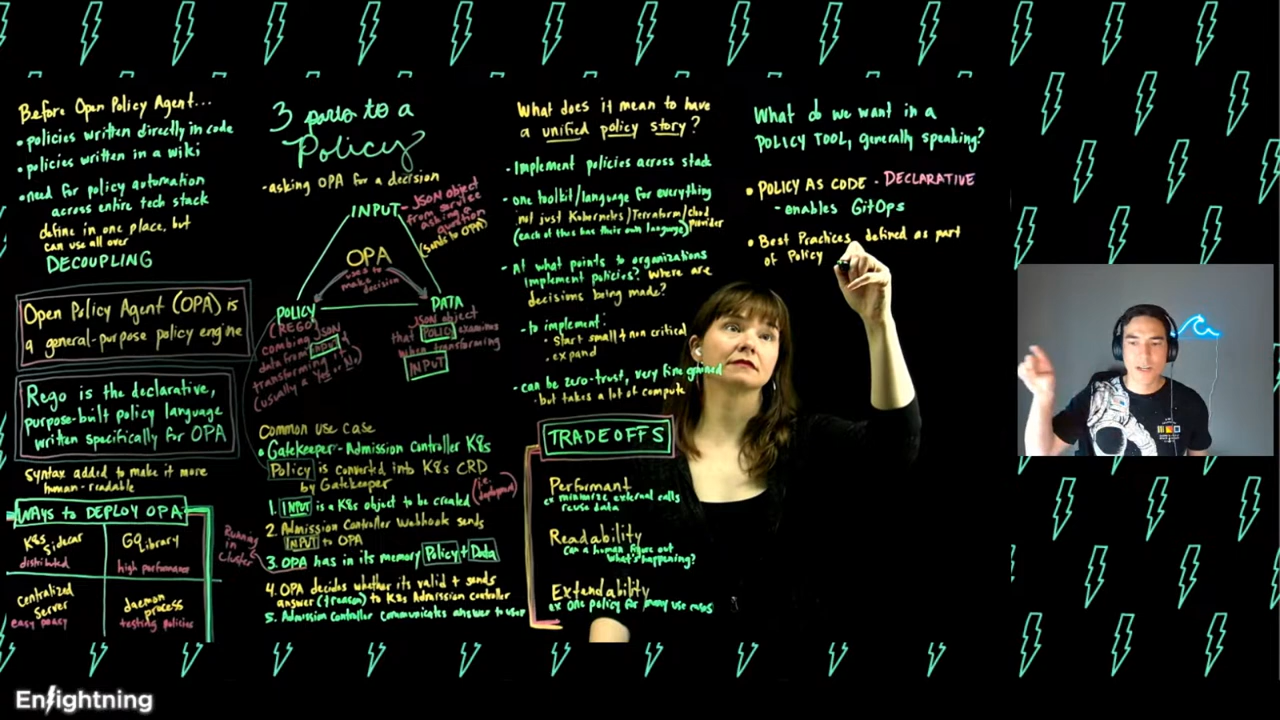 Before Open Policy Agent...
• policies written directly in code
• policies written in a wiki
• need for policy automation
across entire tech stack
define in one place, but
can use all over
DECOUPLING
Open Policy Agent (OPA) is
a general-purpose policy engine
Rego is the declarative,
purpose-built policy language
written specifically for OPA
syntax added to make it more
human-readable
WAYS TO DEPLOY OPA:
K8s
Sidecar
distributed
GO Library
high performance
centralized
server
easy peasy
daemon
process
testing policies
3 parts to a
Policy
- asking OPA for a decision
INPUT - JSON object
from service
asking a
question
(sends to OPA)
OPA
uses to
make
decision
POLICY
(REGO)
combining JSON
data from INPUT &
transforming
(usually a Yes or No)
DATA
JSON object
that POLICY examines
when transforming
INPUT
Common use case
• Gatekeeper - Admission Controller K8s
Policy is converted into K8s CRD
by Gatekeeper
1. INPUT is a K8s object to be created (i.e. deployment)
2. Admission Controller Webhook sends
INPUT to OPA
Running
in
cluster
3. OPA has in its memory Policy + Data
4. OPA decides whether its valid + sends
answer (+ reason) to K8s Admission Controller
5. Admission Controller communicates answer to user
What does it mean to have
a unified policy story?
- Implement policies across stack
- one toolkit/language for everything
not just Kubernetes/Terraform/cloud provider
(each of thus has their own language)
- At what points to organizations
implement policies? Where are
decisions being made?
- to implement:
• start small + non critical
• expand
- can be zero-trust, very fine grained
- but takes a lot of compute
TRADEOFFS
Performant
ex minimize external calls
reuse data
Readability
can a human figure out
what's happening?
Extendability
ex One policy for many use cases
What do we want in a
POLICY TOOL, generally speaking?
• POLICY AS CODE - DECLARATIVE
- enables GitOps
• Best Practices defined as part
of Policy
Enlightning